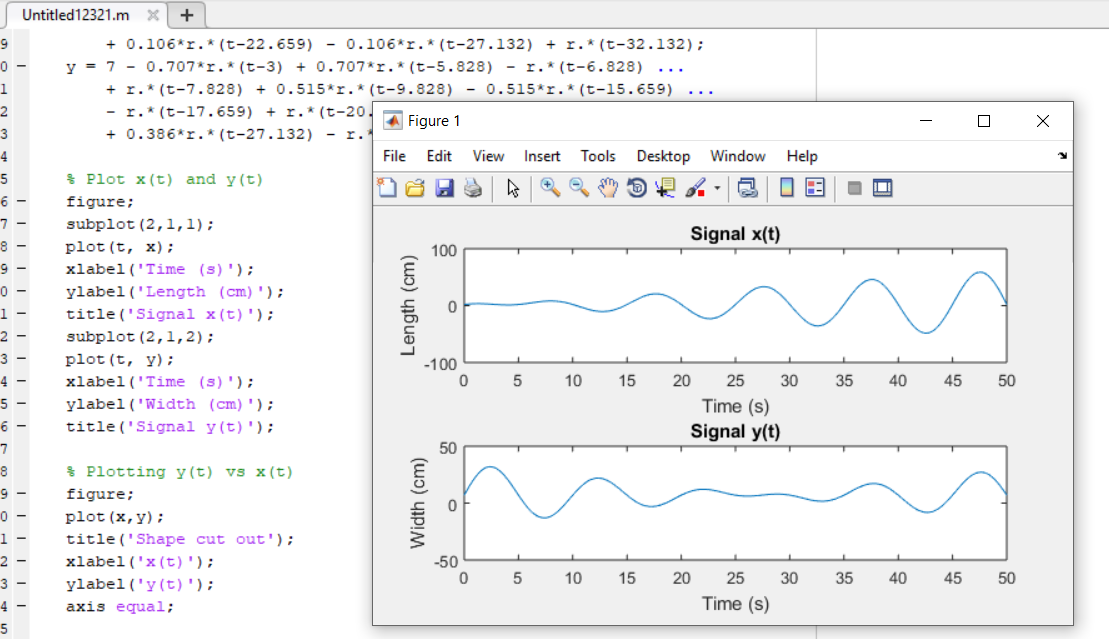 Untitled12321.m
9 + 0.106*r.*(t-22.659) - 0.106*r.*(t-27.132) + r.*(t-32.132);
0 - y = 7 - 0.707*r.*(t-3) + 0.707*r.*(t-5.828) - r.*(t-6.828) ...
1 + r.*(t-7.828) + 0.515*r.*(t-9.828) - 0.515*r.*(t-15.659) ...
2 - r.*(t-17.659) + r.*(t-20.
3 + 0.386*r.*(t-27.132) - r.*
4
5 % Plot x(t) and y(t)
6 - figure;
7 - subplot(2,1,1);
8 - plot(t, x);
9 - xlabel('Time (s)');
0 - ylabel('Length (cm)');
1 - title('Signal x(t)');
2 - subplot(2,1,2);
3 - plot(t, y);
4 - xlabel('Time (s)');
5 - ylabel('Width (cm)');
6 - title('Signal y(t)');
7
8 % Plotting y(t) vs x(t)
9 - figure;
0 - plot(x,y);
1 - title('Shape cut out');
2 - xlabel('x(t)');
3 - ylabel('y(t)');
4 - axis equal;
5
Figure 1
File Edit View Insert Tools Desktop Window Help
Signal x(t)
Length (cm)
100
0
-100
0 5 10 15 20 25 30 35 40 45 50
Time (s)
Signal y(t)
Width (cm)
50
0
-50
0 5 10 15 20 25 30 35 40 45 50
Time (s)